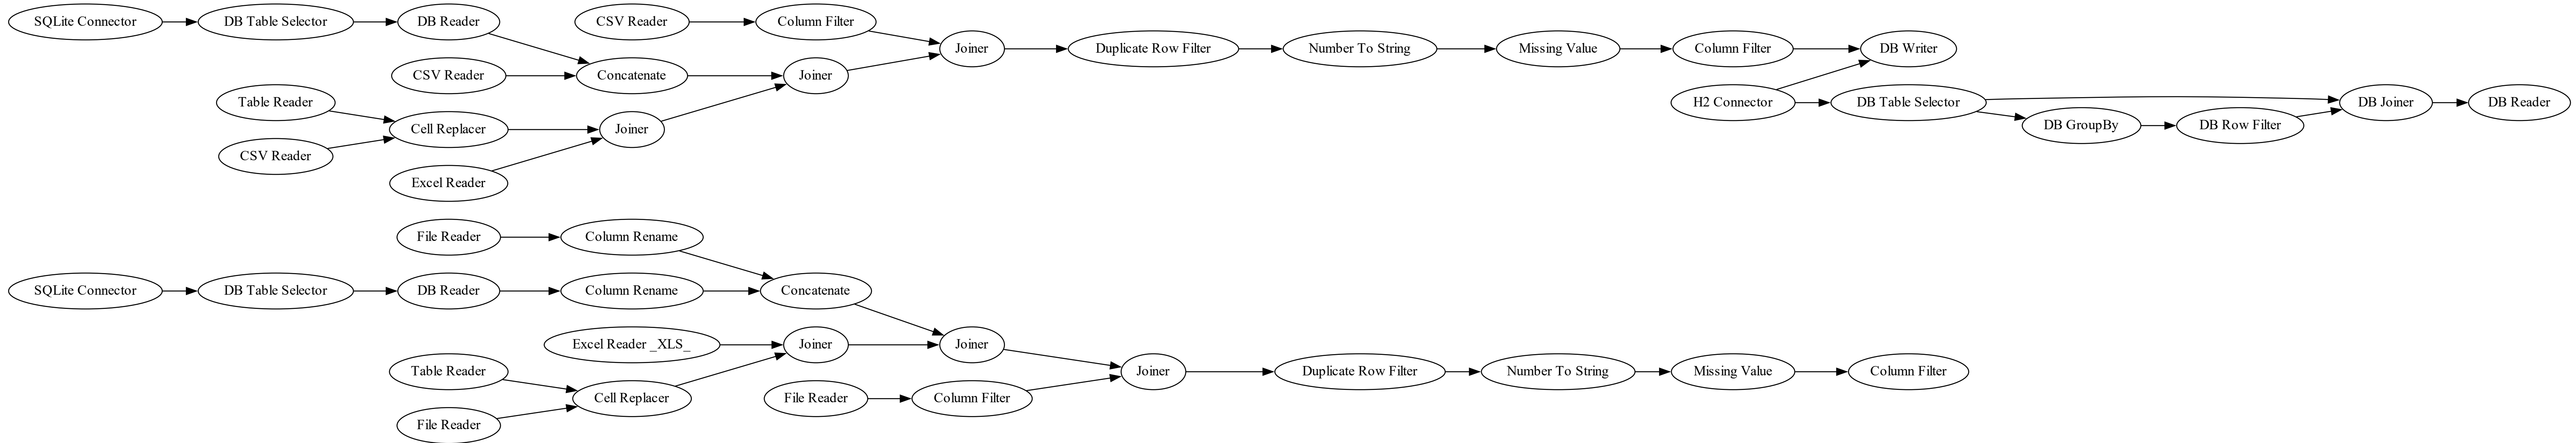 SQLite Connector
DB Table Selector
DB Reader
CSV Reader
Column Filter
Joiner
Duplicate Row Filter
Number To String
Missing Value
Column Filter
DB Writer
CSV Reader
Concatenate
Joiner
Table Reader
Cell Replacer
Joiner
CSV Reader
Excel Reader
H2 Connector
DB Table Selector
DB GroupBy
DB Row Filter
DB Joiner
DB Reader
File Reader
Column Rename
SQLite Connector
DB Table Selector
DB Reader
Column Rename
Concatenate
Excel Reader _XLS_
Joiner
Joiner
Table Reader
Cell Replacer
File Reader
File Reader
Column Filter
Joiner
Duplicate Row Filter
Number To String
Missing Value
Column Filter